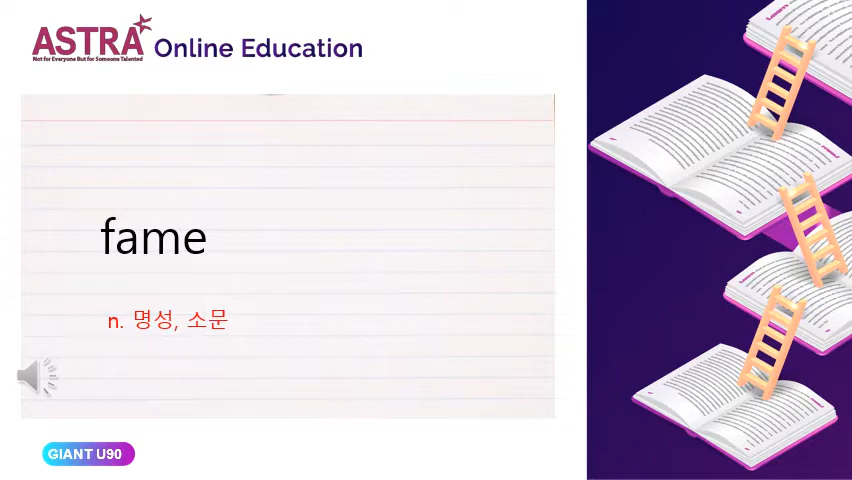 ASTRA
Not for Everyone But for Someone Talented
Online Education
fame
n. 명성, 소문
GIANT U90